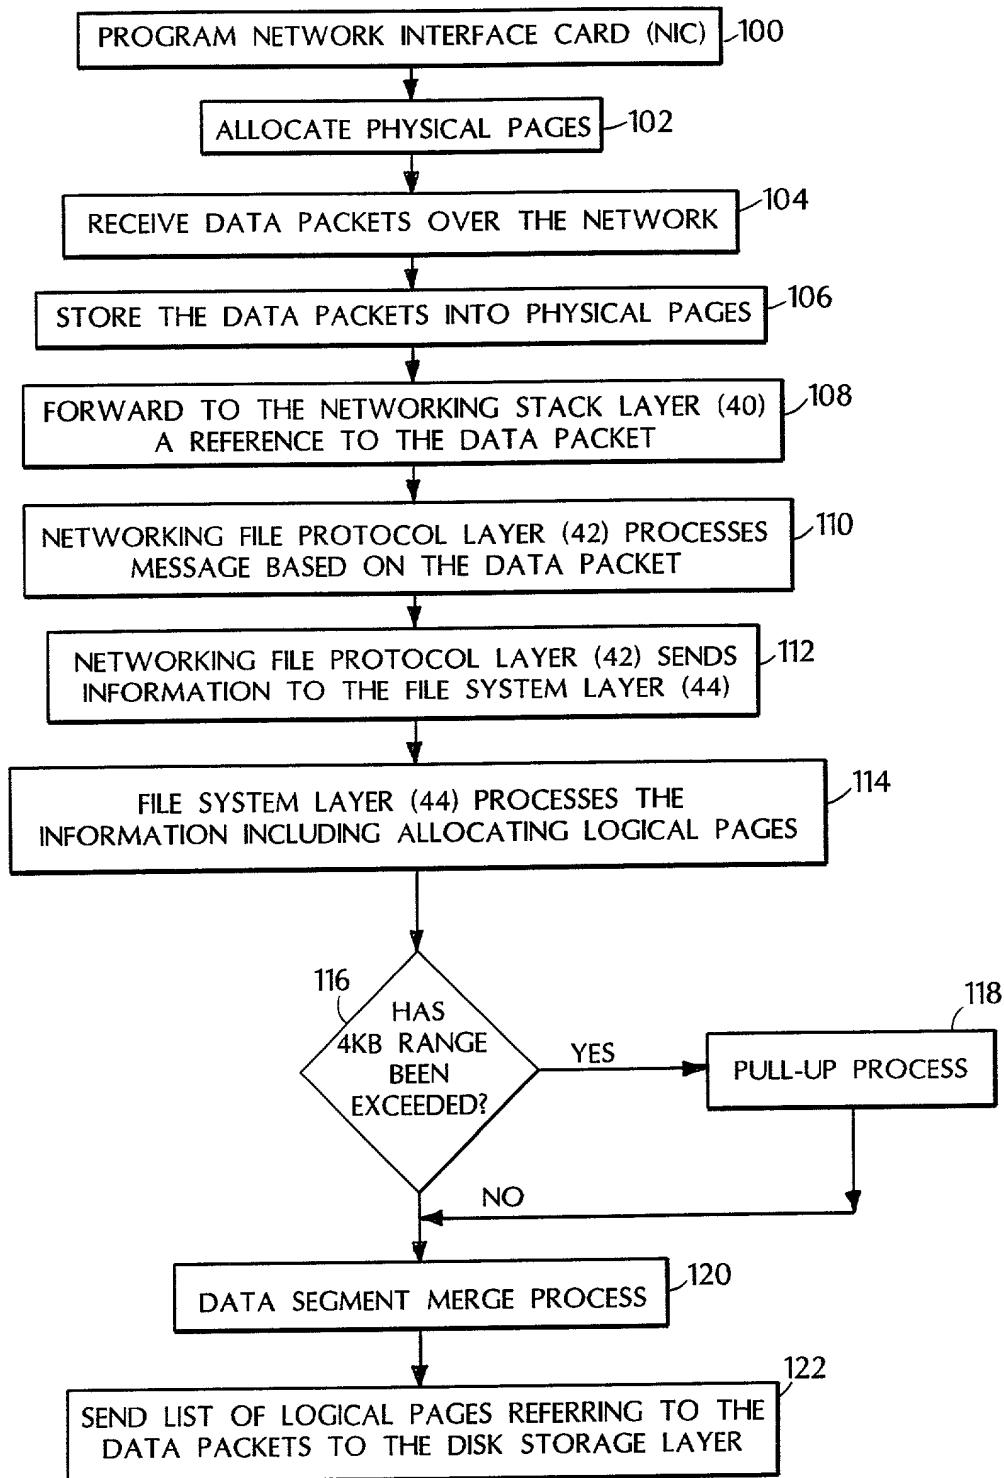 PROGRAM NETWORK INTERFACE CARD (NIC)
100
ALLOCATE PHYSICAL PAGES
102
RECEIVE DATA PACKETS OVER THE NETWORK
104
STORE THE DATA PACKETS INTO PHYSICAL PAGES
106
FORWARD TO THE NETWORKING STACK LAYER (40)
A REFERENCE TO THE DATA PACKET
108
NETWORKING FILE PROTOCOL LAYER (42) PROCESSES
MESSAGE BASED ON THE DATA PACKET
110
NETWORKING FILE PROTOCOL LAYER (42) SENDS
INFORMATION TO THE FILE SYSTEM LAYER (44)
112
FILE SYSTEM LAYER (44) PROCESSES THE
INFORMATION INCLUDING ALLOCATING LOGICAL PAGES
114
116
HAS
4KB RANGE
BEEN
EXCEEDED?
YES
118
PULL-UP PROCESS
NO
DATA SEGMENT MERGE PROCESS
120
SEND LIST OF LOGICAL PAGES REFERRING TO THE
DATA PACKETS TO THE DISK STORAGE LAYER
122